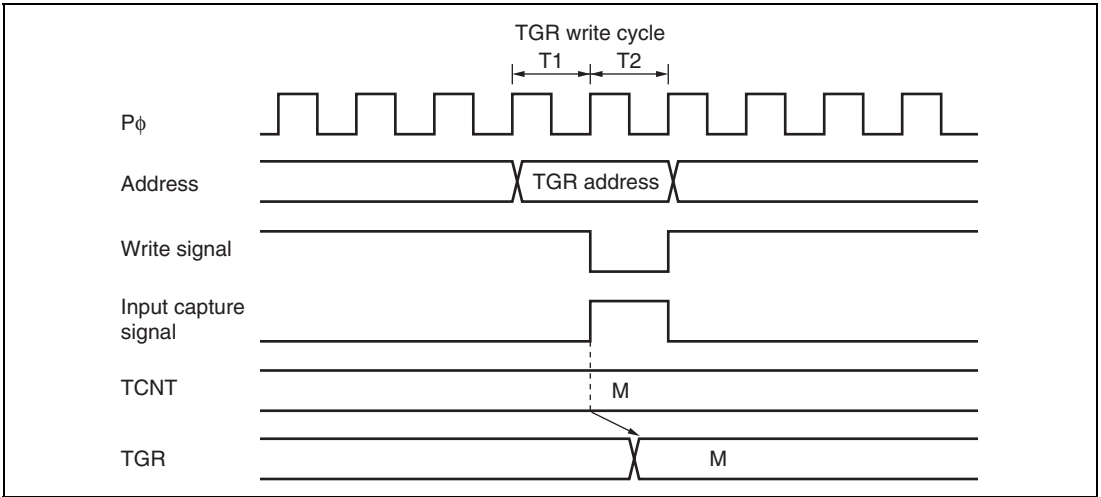 TGR write cycle
T1 T2
Pϕ
Address TGR address
Write signal
Input capture
signal
TCNT M
TGR M